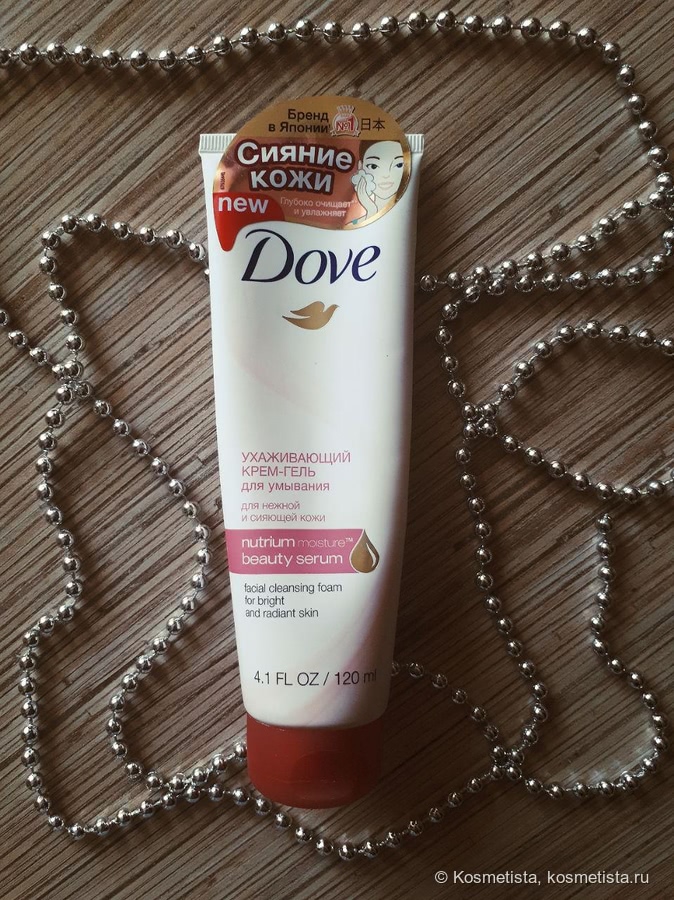 Бренд
в Японии №1 日本
Сияние
кожи
new
Глубоко очищает
и увлажняет
Dove
УХАЖИВАЮЩИЙ
КРЕМ-ГЕЛЬ
для умывания
для нежной
и сияющей кожи
nutrium moisture™
beauty serum
facial cleansing foam
for bright
and radiant skin
4.1 FL OZ / 120 ml
© Kosmetista, kosmetista.ru